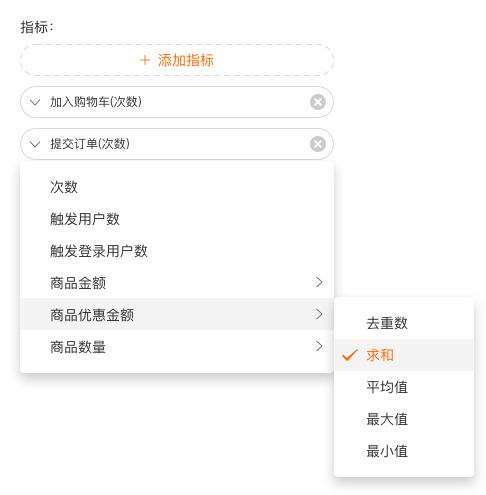 指标：
+ 添加指标
加入购物车(次数)
提交订单(次数)
次数
触发用户数
触发登录用户数
商品金额
商品优惠金额
商品数量
去重数
求和
平均值
最大值
最小值